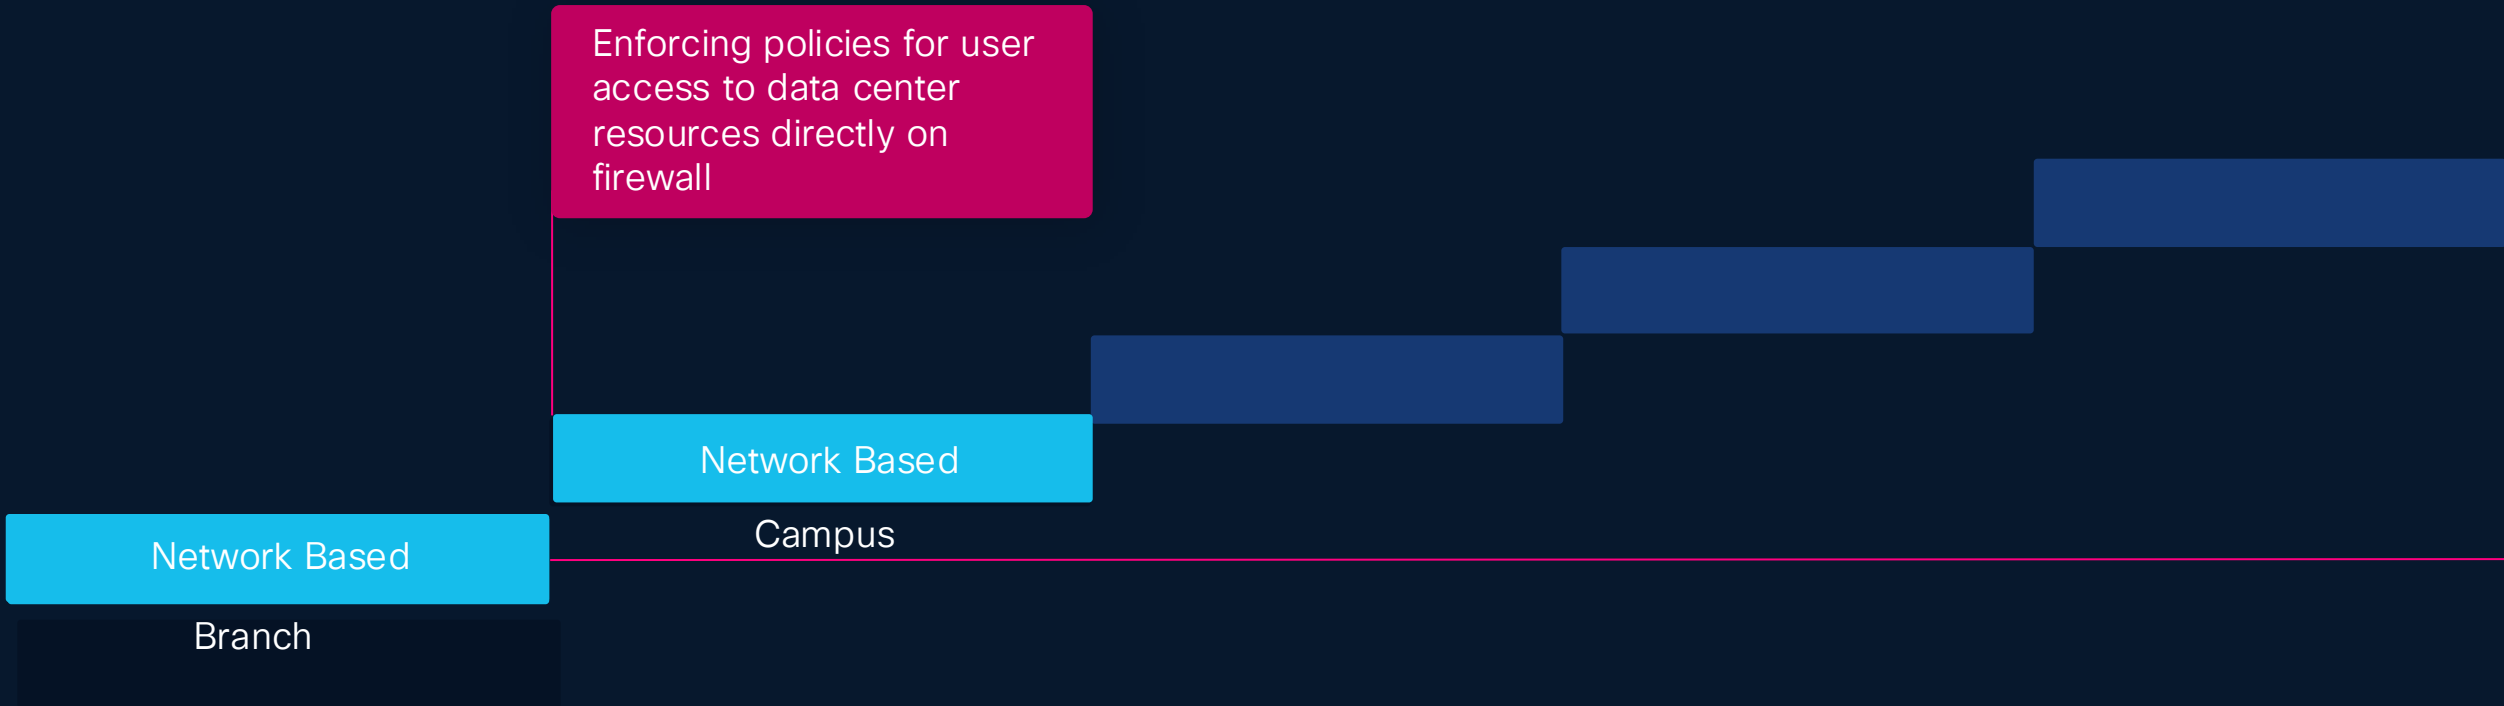 Enforcing policies for user
access to data center
resources directly on
firewall
Network Based
Campus
Network Based
Branch